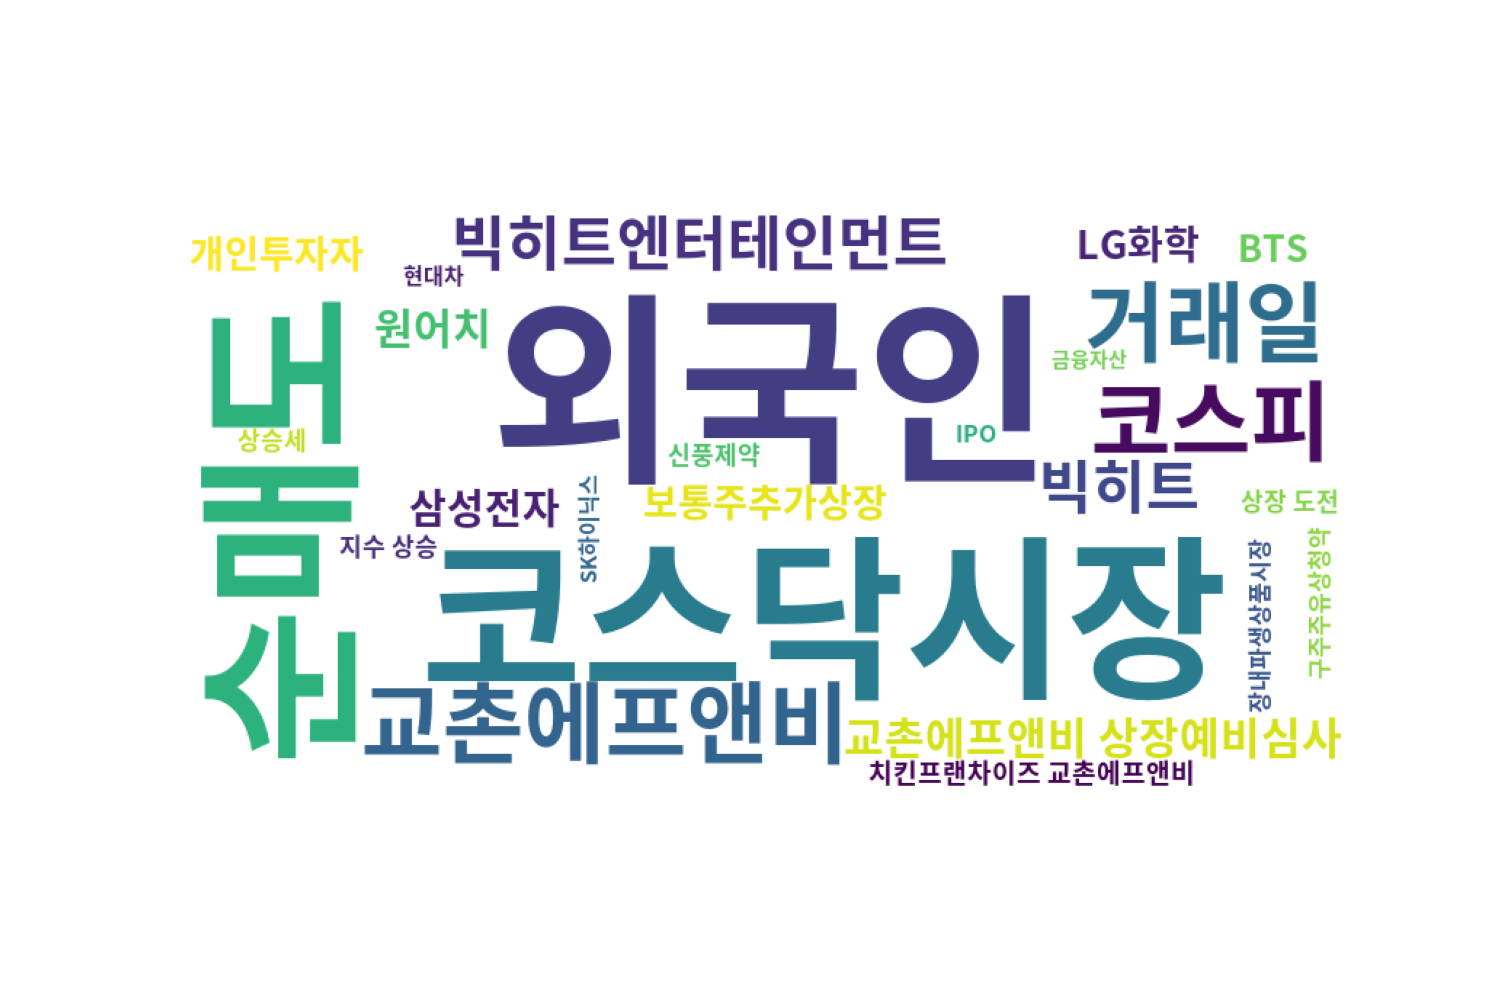 빅히트엔터테인먼트
LG화학
BTS
개인투자자
현대차
거래일
원어치
외국인
금융자산
순매도
코스피
상승세
IPO
신풍제약
빅히트
삼성전자
SK하이닉스
보통주추가상장
상장 도전
지수 상승
코스닥시장
장내파생상품시장
구주주유상청약
교촌에프앤비
교촌에프앤비 상장예비심사
치킨프랜차이즈 교촌에프앤비